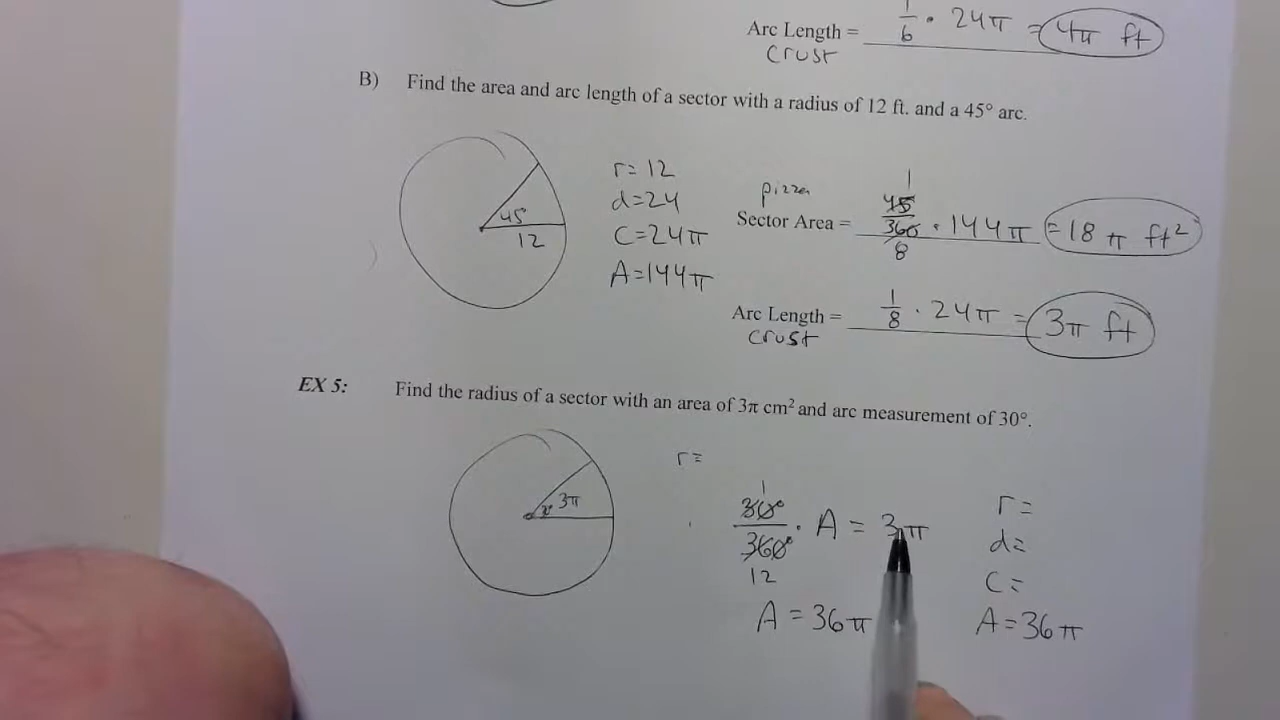 1/6 · 24π = 4π ft
Arc Length =
Crust
B) Find the area and arc length of a sector with a radius of 12 ft. and a 45° arc.
45
12
r= 12
d=24
C=24π
A=144π
pizza
1
Sector Area = 45/360 · 144π = 18 π ft²
8
Arc Length = 1/8 · 24π = 3π ft
Crust
EX 5: Find the radius of a sector with an area of 3π cm² and arc measurement of 30°.
3π
r=
1
30°/360° · A = 3π
12
A = 36π
r=
d=
C=
A=36π